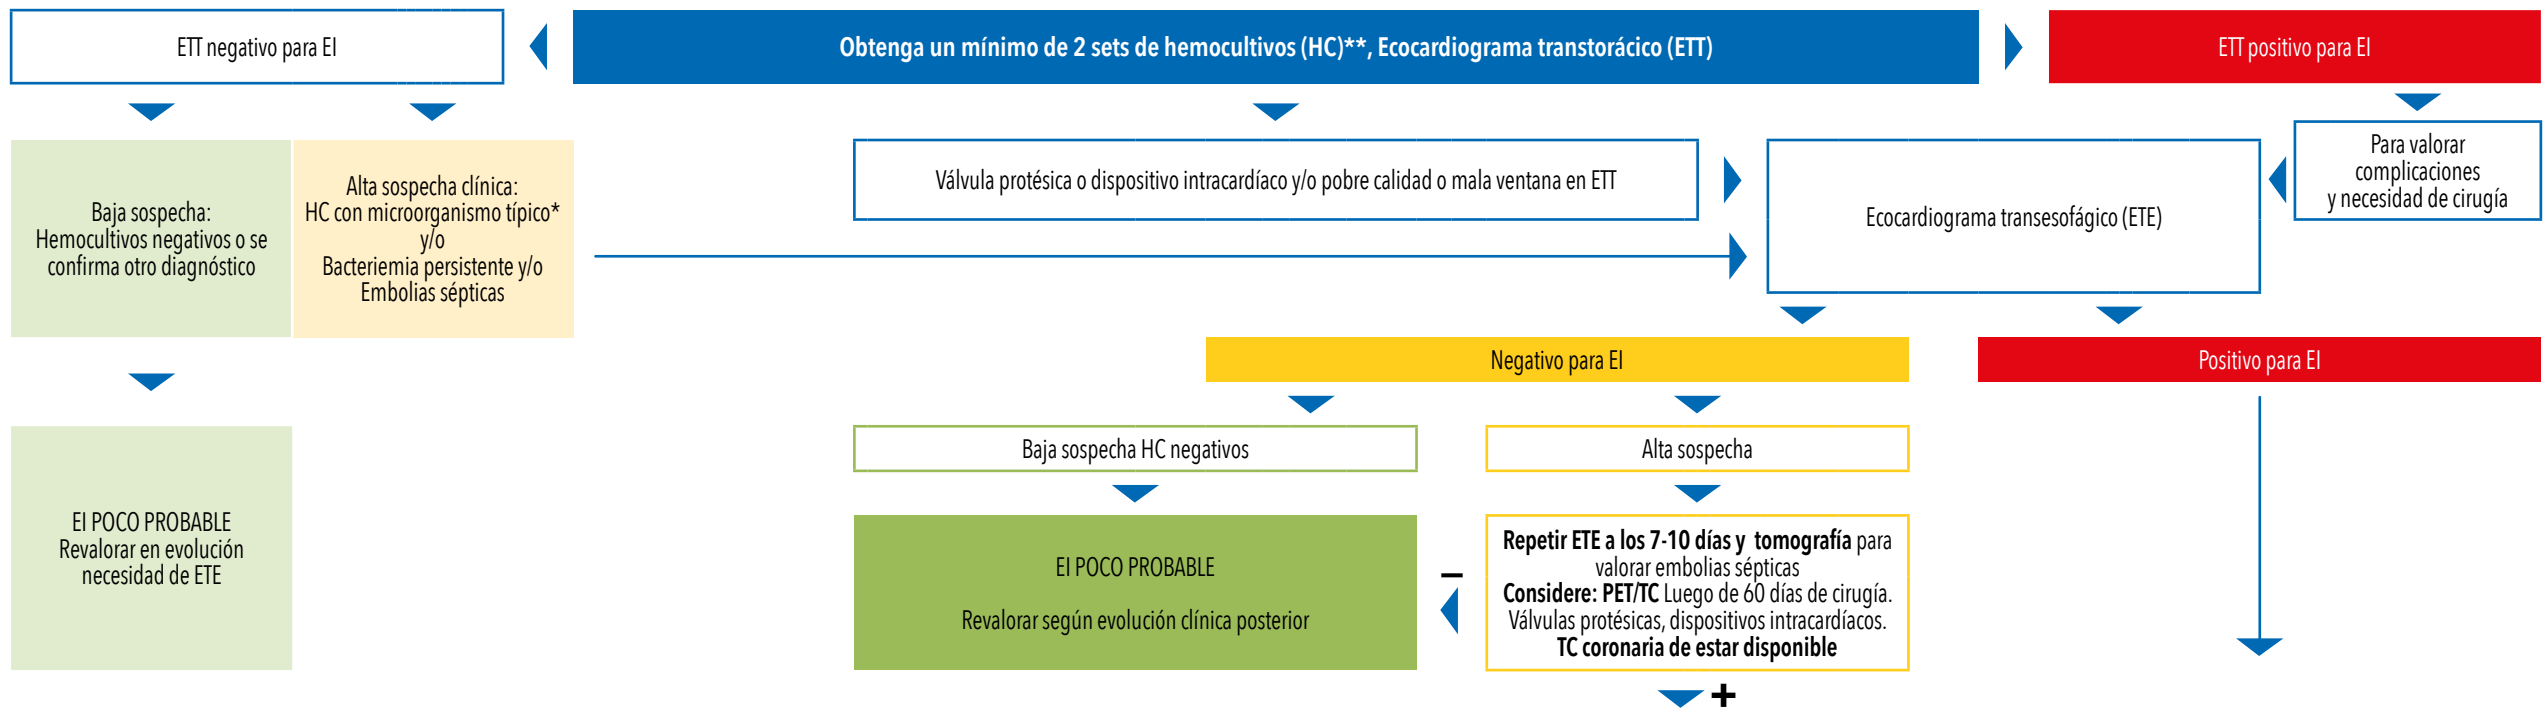 ETT negativo para EI
Obtenga un mínimo de 2 sets de hemocultivos (HC)**, Ecocardiograma transtorácico (ETT)
ETT positivo para EI
Baja sospecha:
Hemocultivos negativos o se
confirma otro diagnóstico
Alta sospecha clínica:
HC con microorganismo típico*
y/o
Bacteriemia persistente y/o
Embolias sépticas
Válvula protésica o dispositivo intracardíaco y/o pobre calidad o mala ventana en ETT
Ecocardiograma transesofágico (ETE)
Para valorar
complicaciones
y necesidad de cirugía
Negativo para EI
Positivo para EI
Baja sospecha HC negativos
Alta sospecha
EI POCO PROBABLE
Revalorar en evolución
necesidad de ETE
EI POCO PROBABLE
Revalorar según evolución clínica posterior
–
Repetir ETE a los 7-10 días y tomografía para
valorar embolias sépticas
Considere: PET/TC Luego de 60 días de cirugía.
Válvulas protésicas, dispositivos intracardíacos.
TC coronaria de estar disponible
+